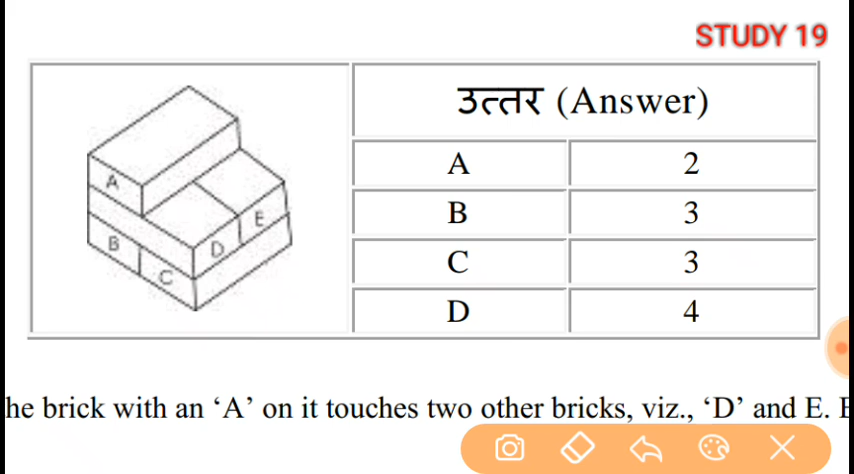 STUDY 19
उत्तर (Answer)
A
A 2
B 3
E
B
D
C
C 3
D 4
he brick with an ‘A’ on it touches two other bricks, viz., ‘D’ and E.